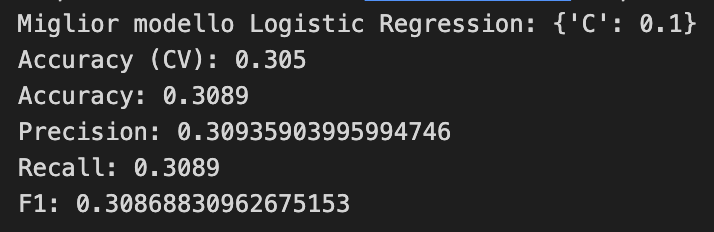 Miglior modello Logistic Regression: {'C': 0.1}
Accuracy (CV): 0.305
Accuracy: 0.3089
Precision: 0.30935903995994746
Recall: 0.3089
F1: 0.30868830962675153